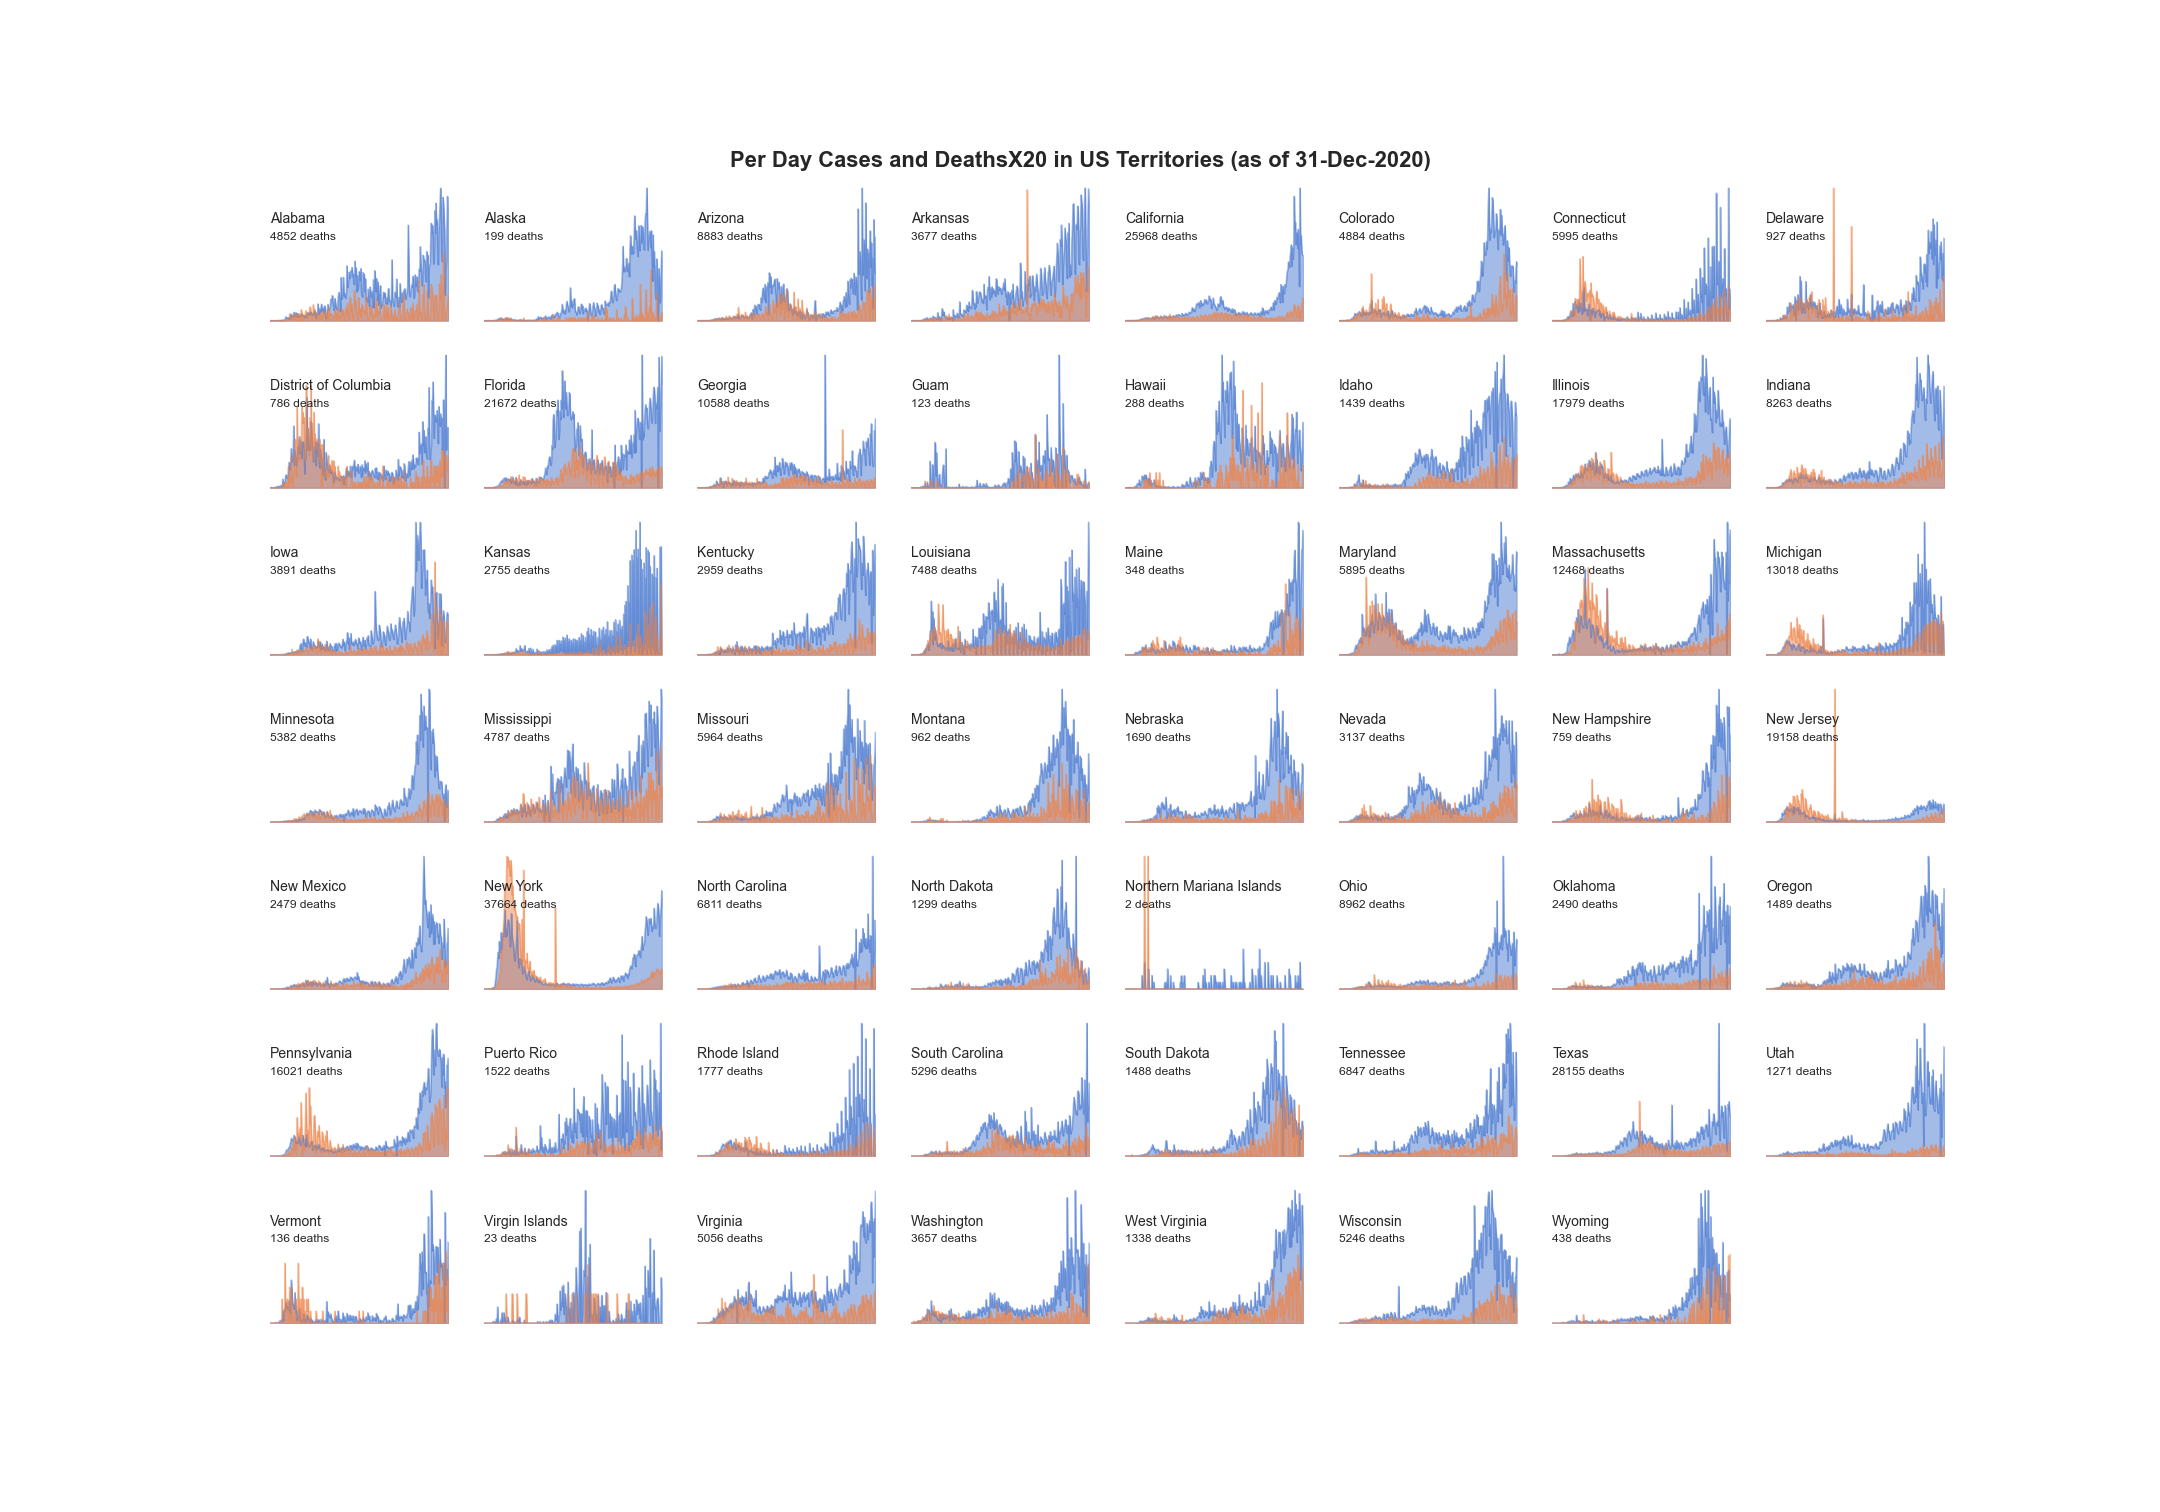 Per Day Cases and DeathsX20 in US Territories (as of 31-Dec-2020)
Alabama
4852 deaths
Alaska
199 deaths
Arizona
8883 deaths
Arkansas
3677 deaths
California
25968 deaths
Colorado
4884 deaths
Connecticut
5995 deaths
Delaware
927 deaths
District of Columbia
786 deaths
Florida
21672 deaths
Georgia
10588 deaths
Guam
123 deaths
Hawaii
288 deaths
Idaho
1439 deaths
Illinois
17979 deaths
Indiana
8263 deaths
Iowa
3891 deaths
Kansas
2755 deaths
Kentucky
2959 deaths
Louisiana
7488 deaths
Maine
348 deaths
Maryland
5895 deaths
Massachusetts
12468 deaths
Michigan
13018 deaths
Minnesota
5382 deaths
Mississippi
4787 deaths
Missouri
5964 deaths
Montana
962 deaths
Nebraska
1690 deaths
Nevada
3137 deaths
New Hampshire
759 deaths
New Jersey
19158 deaths
New Mexico
2479 deaths
New York
37664 deaths
North Carolina
6811 deaths
North Dakota
1299 deaths
Northern Mariana Islands
2 deaths
Ohio
8962 deaths
Oklahoma
2490 deaths
Oregon
1489 deaths
Pennsylvania
16021 deaths
Puerto Rico
1522 deaths
Rhode Island
1777 deaths
South Carolina
5296 deaths
South Dakota
1488 deaths
Tennessee
6847 deaths
Texas
28155 deaths
Utah
1271 deaths
Vermont
136 deaths
Virgin Islands
23 deaths
Virginia
5056 deaths
Washington
3657 deaths
West Virginia
1338 deaths
Wisconsin
5246 deaths
Wyoming
438 deaths